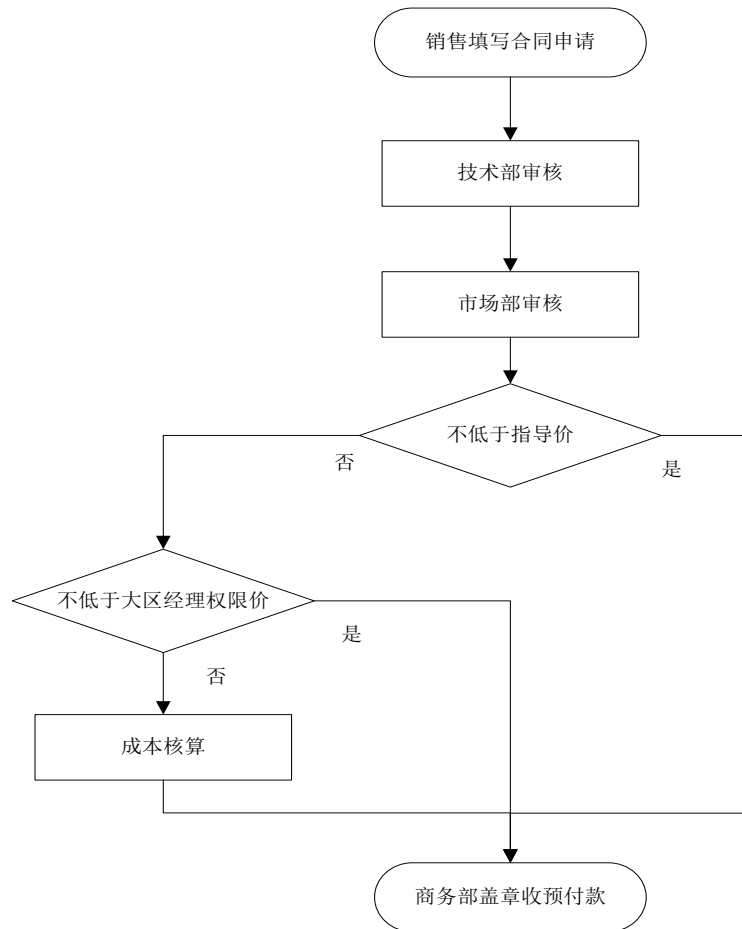 销售填写合同申请
技术部审核
市场部审核
不低于指导价
否
是
不低于大区经理权限价
是
否
成本核算
商务部盖章收预付款